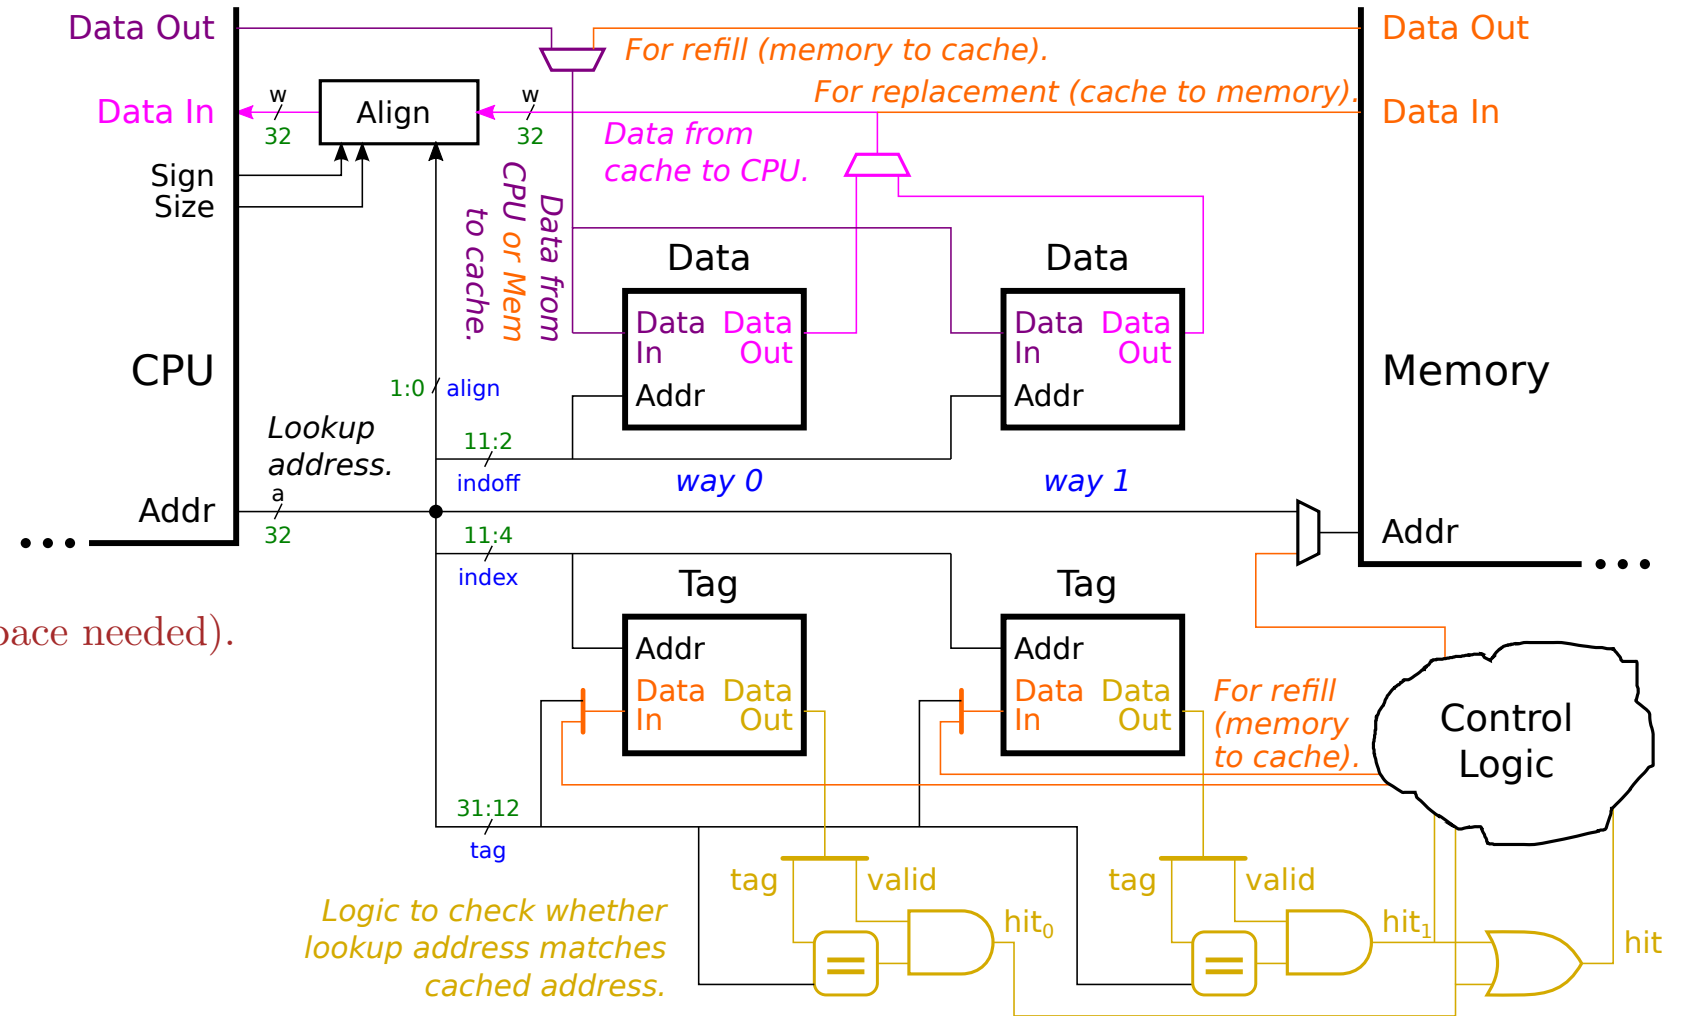 Data Out
Data Out
For refill (memory to cache).
For replacement (cache to memory).
Data In
w
32
Align
w
32
Data In
Data from
cache to CPU.
Sign
Size
Data from
CPU or Mem
to cache.
Data
Data
Data
In
Data
Out
Addr
Data
In
Data
Out
Addr
CPU
Memory
1:0
align
Lookup
address.
11:2
indoff
way 0
way 1
Addr
a
32
Addr
11:4
index
Tag
Tag
pace needed).
Addr
Data
In
Data
Out
Addr
Data
In
Data
Out
For refill
(memory
to cache).
Control
Logic
31:12
tag
tag
valid
tag
valid
Logic to check whether
lookup address matches
cached address.
=
hit0
=
hit1
hit